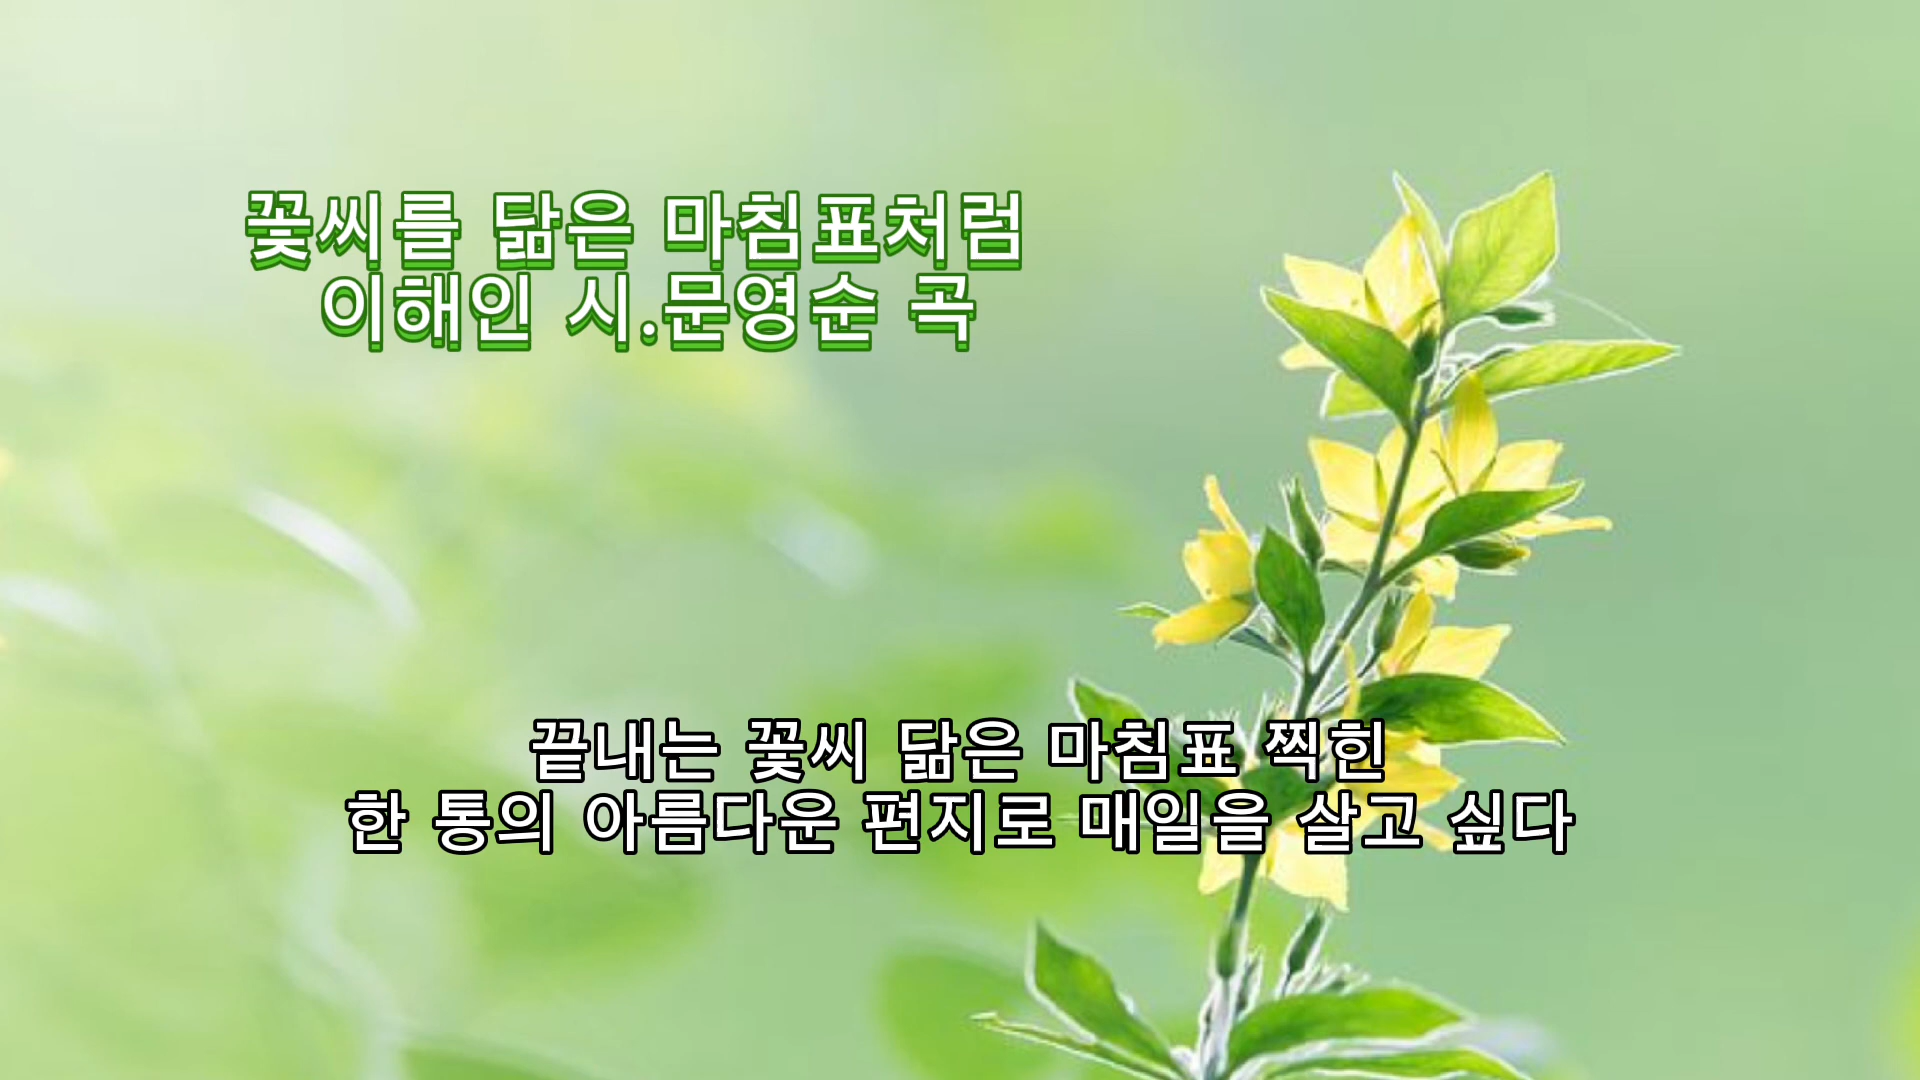 꽃씨를 닮은 마침표처럼
이해인 시.문영순 곡
끝내는 꽃씨 닮은 마침표 찍힌
한 통의 아름다운 편지로 매일을 살고 싶다